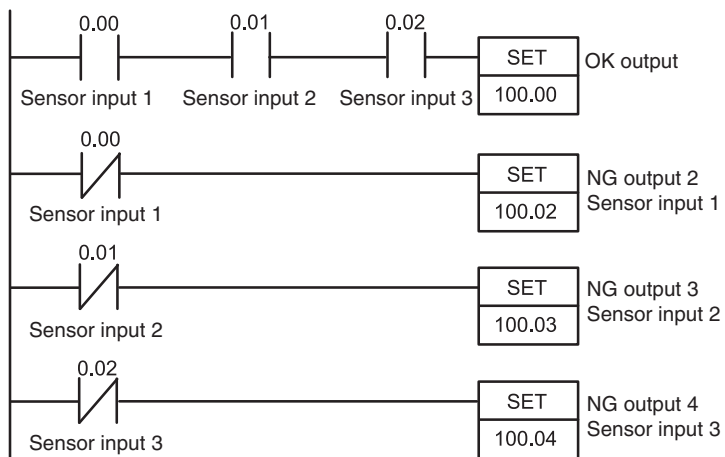 0.00 0.01 0.02
SET OK output
100.00
Sensor input 1 Sensor input 2 Sensor input 3
0.00
SET NG output 2
Sensor input 1
100.02
Sensor input 1
0.01
SET NG output 3
Sensor input 2
100.03
Sensor input 2
0.02
SET NG output 4
Sensor input 3
100.04
Sensor input 3